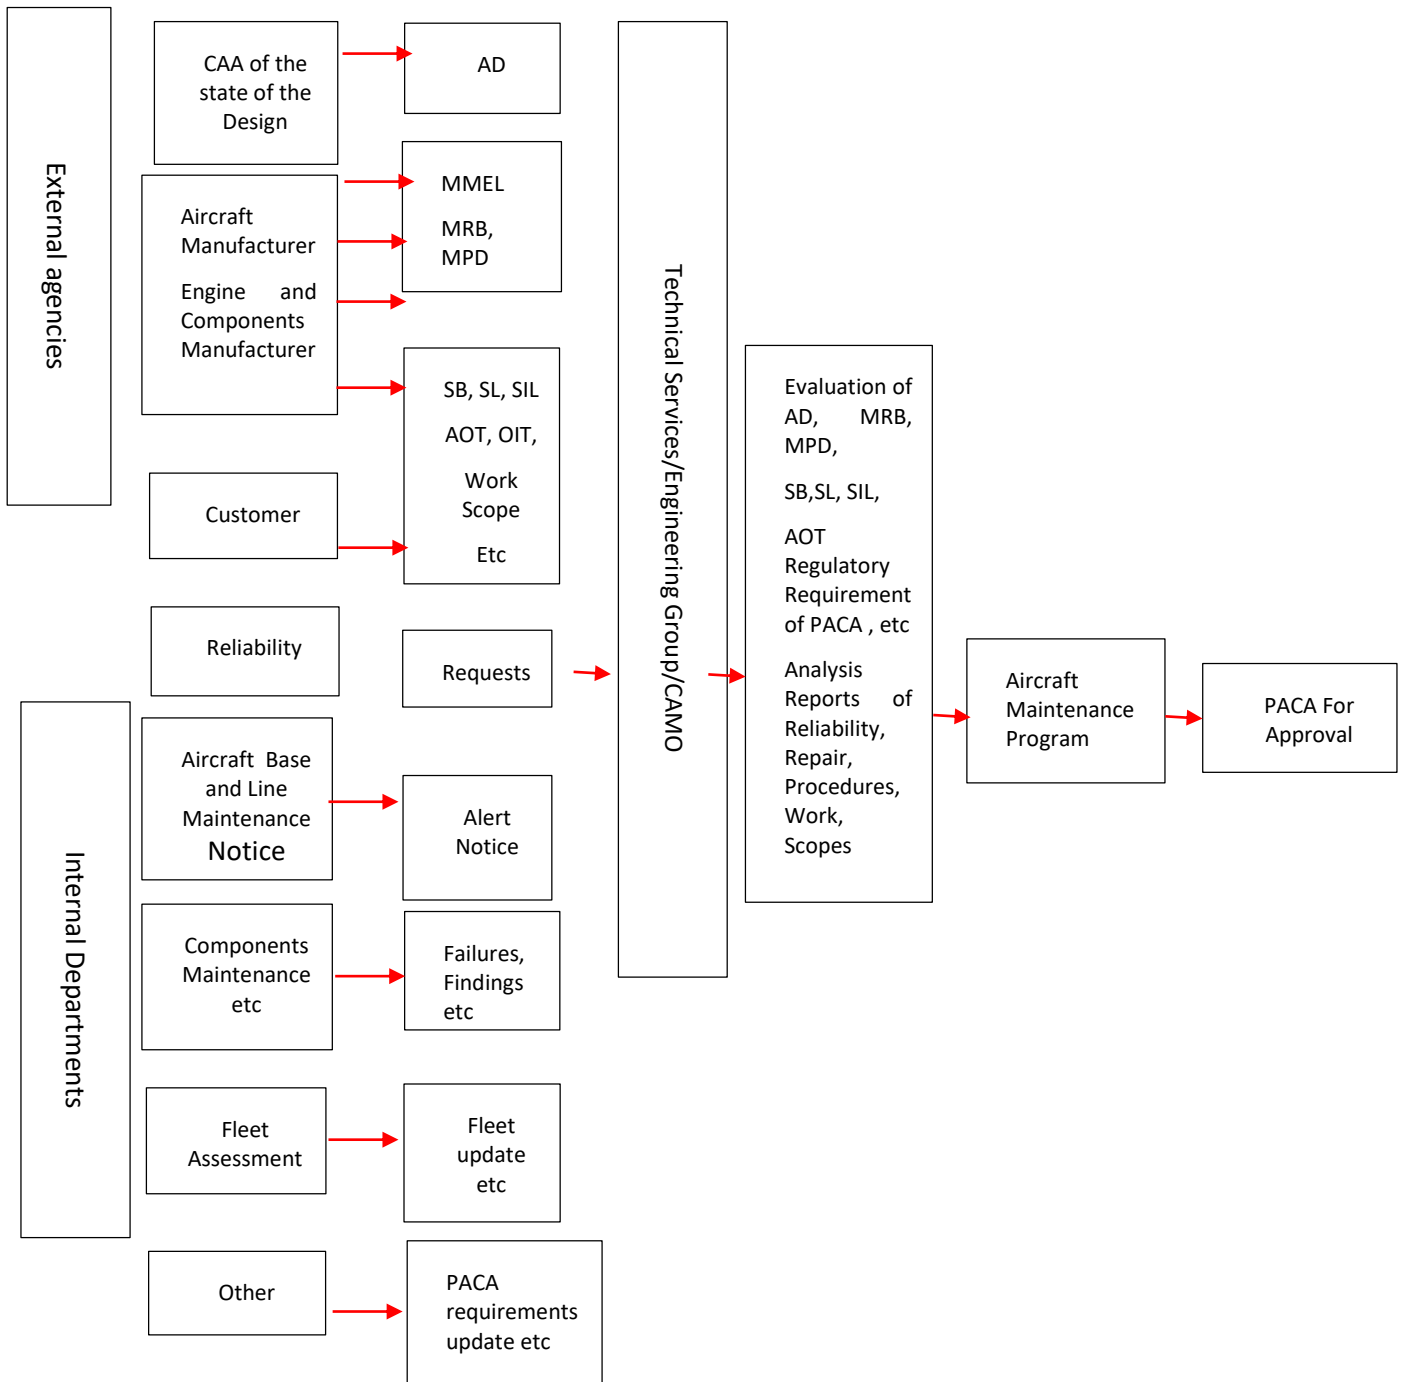 External agencies
CAA of the
state of the
Design
AD
Aircraft
Manufacturer
Engine and
Components
Manufacturer
MMEL
MRB,
MPD
SB, SL, SIL
AOT, OIT,
Work
Scope
Etc
Customer
Reliability
Requests
Internal Departments
Aircraft Base
and Line
Maintenance
Notice
Alert
Notice
Components
Maintenance
etc
Failures,
Findings
etc
Fleet
Assessment
Fleet
update
etc
Other
PACA
requirements
update etc
Technical Services/Engineering Group/CAMO
Evaluation of
AD, MRB,
MPD,
SB,SL, SIL,
AOT
Regulatory
Requirement
of PACA , etc
Analysis
Reports of
Reliability,
Repair,
Procedures,
Work,
Scopes
Aircraft
Maintenance
Program
PACA For
Approval